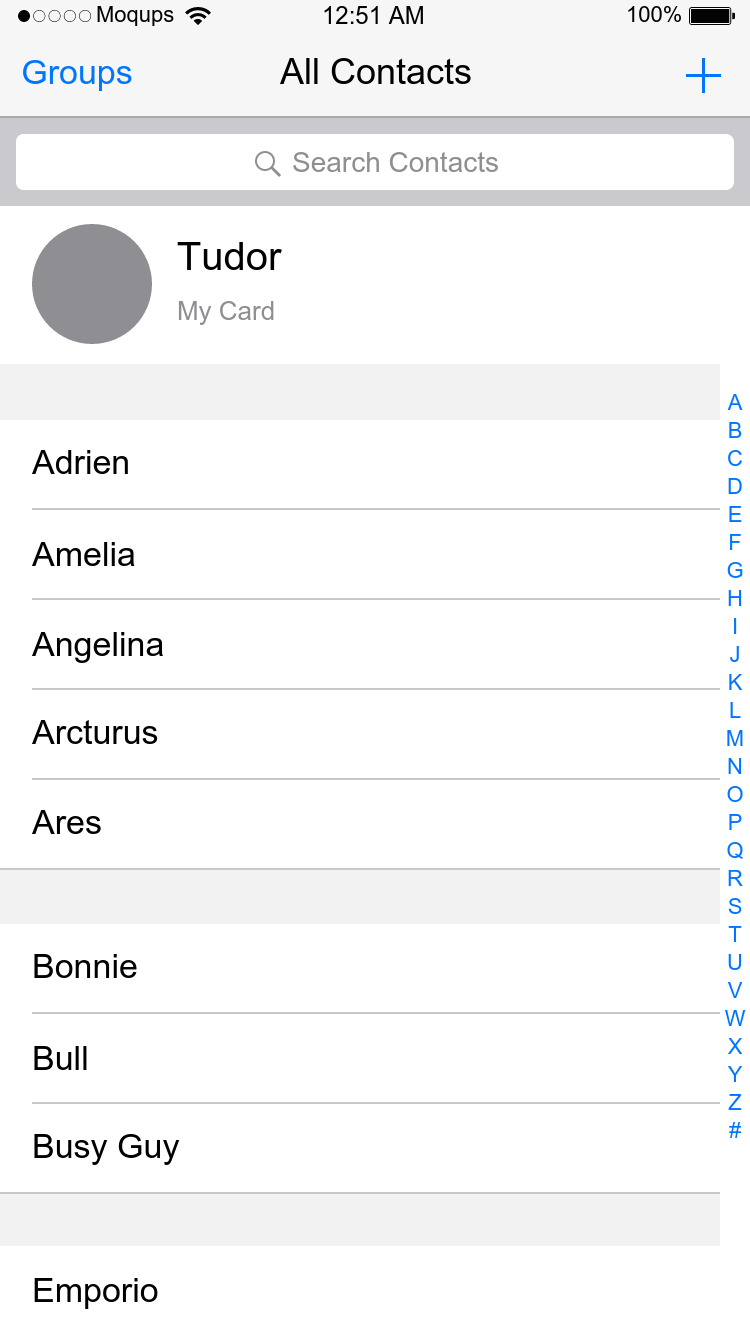 Moqups 12:51 AM 100%
Groups All Contacts
Search Contacts
Tudor
My Card
Adrien
Amelia
Angelina
Arcturus
Ares
Bonnie
Bull
Busy Guy
Emporio
A
B
C
D
E
F
G
H
I
J
K
L
M
N
O
P
Q
R
S
T
U
V
W
X
Y
Z
#